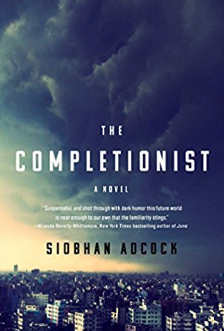 THE
COMPLETIONIST
A NOVEL
"Suspenseful, and shot through with dark humor this future world
is near enough to our own that the familiarity stings."
—Miranda Beverly-Whittemore, New York Times bestselling author of June
SIOBHAN ADCOCK